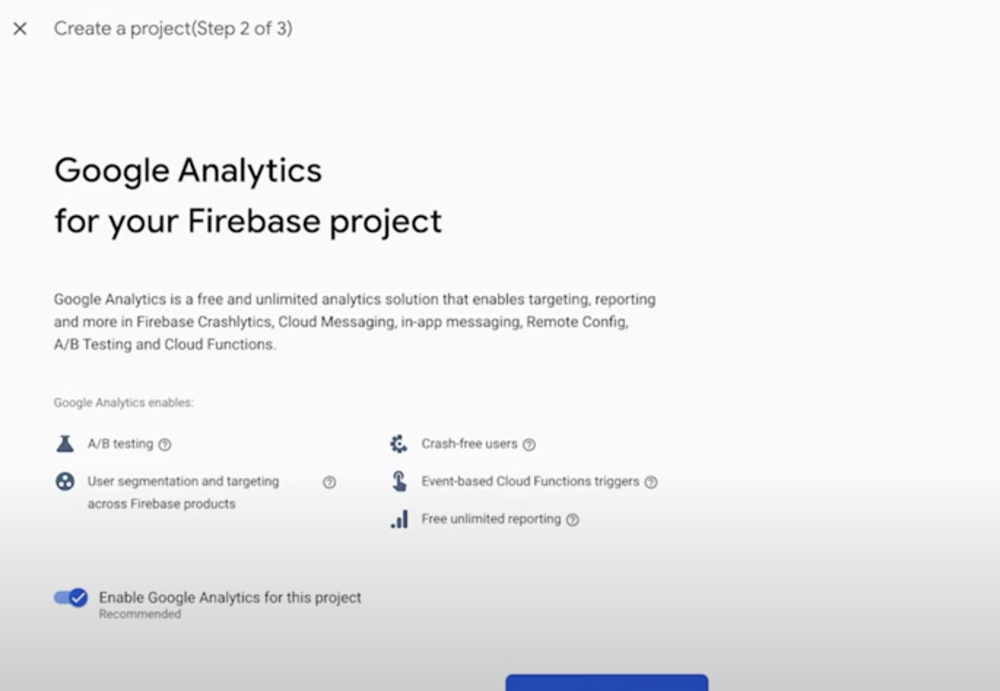 Create a project(Step 2 of 3)
Google Analytics
for your Firebase project
Google Analytics is a free and unlimited analytics solution that enables targeting, reporting
and more in Firebase Crashlytics, Cloud Messaging, in-app messaging, Remote Config,
A/B Testing and Cloud Functions.
Google Analytics enables:
A/B testing
User segmentation and targeting
across Firebase products
Crash-free users
Event-based Cloud Functions triggers
Free unlimited reporting
Enable Google Analytics for this project
Recommended